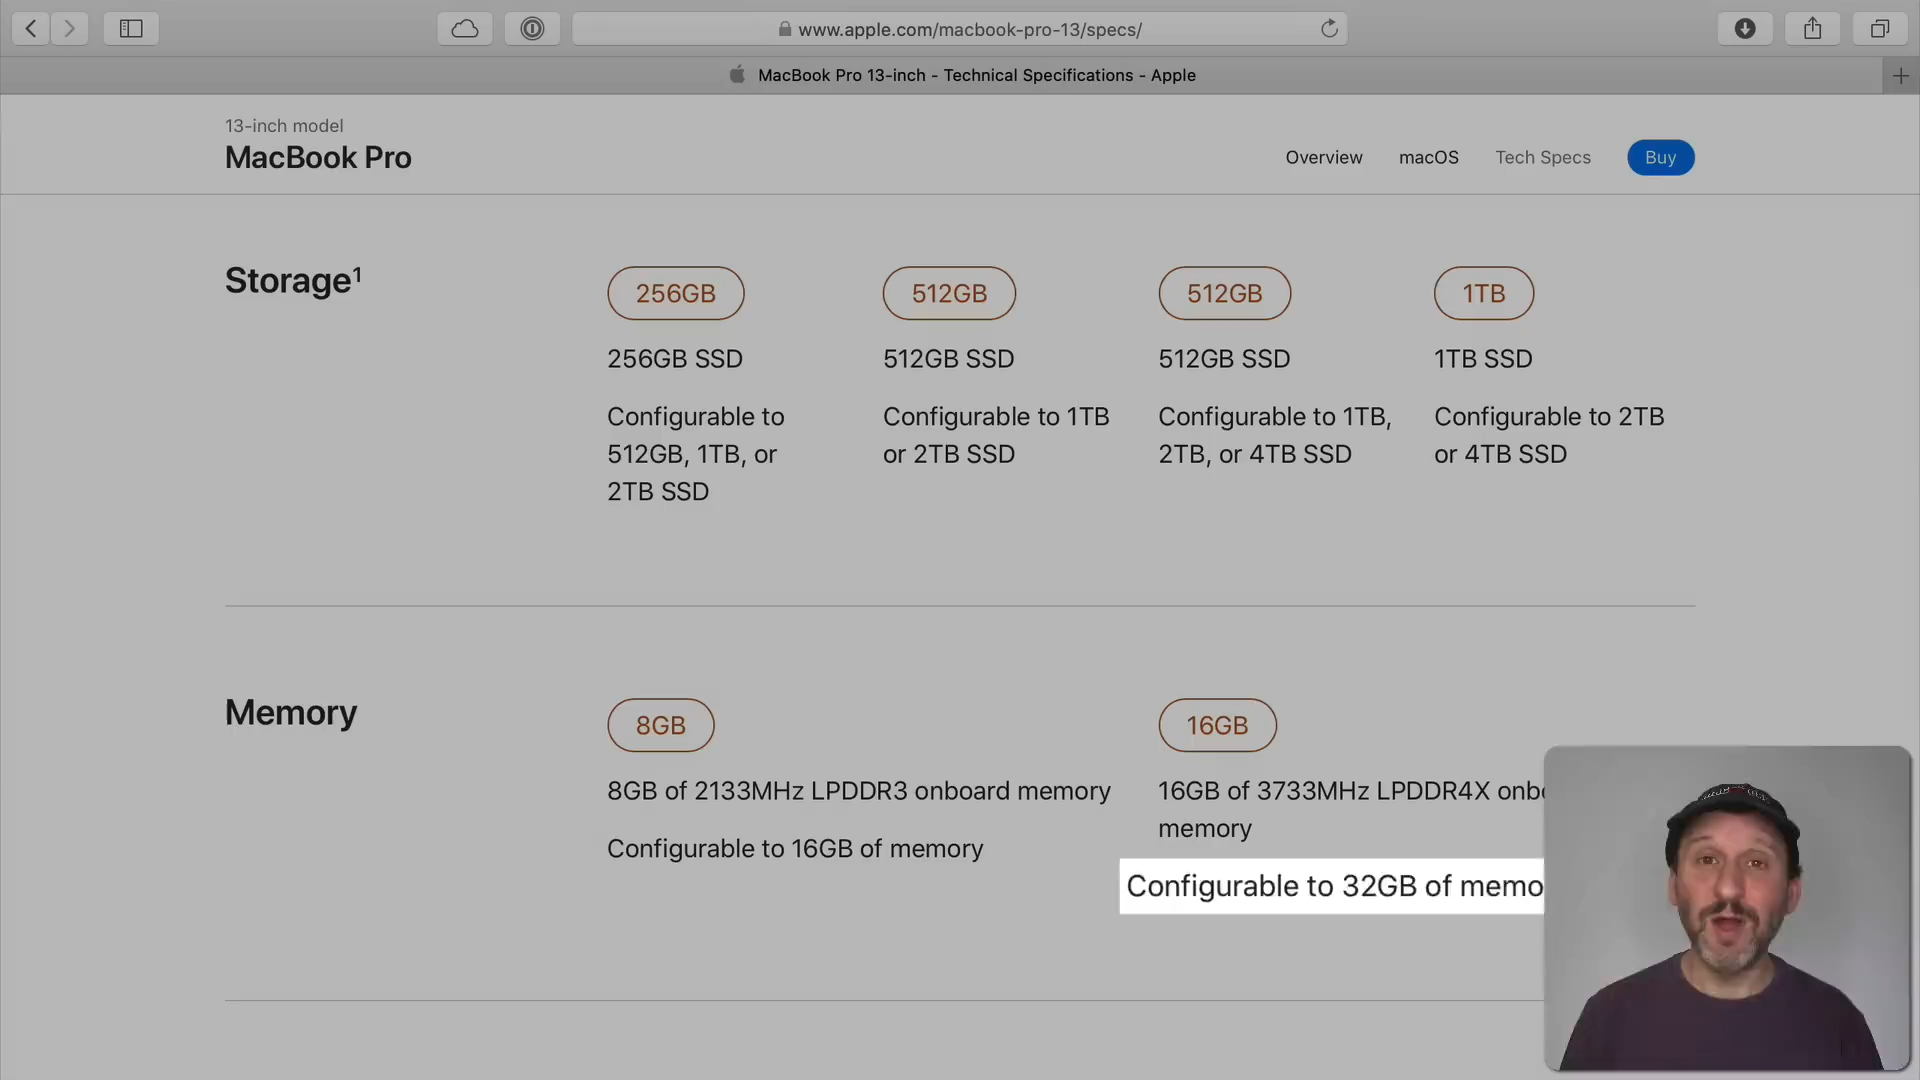 www.apple.com/macbook-pro-13/specs/
MacBook Pro 13-inch - Technical Specifications - Apple
13-inch model
MacBook Pro
Overview
macOS
Tech Specs
Buy
Storage¹
256GB
256GB SSD
Configurable to
512GB, 1TB, or
2TB SSD
512GB
512GB SSD
Configurable to 1TB
or 2TB SSD
512GB
512GB SSD
Configurable to 1TB,
2TB, or 4TB SSD
1TB
1TB SSD
Configurable to 2TB
or 4TB SSD
Memory
8GB
8GB of 2133MHz LPDDR3 onboard memory
Configurable to 16GB of memory
16GB
16GB of 3733MHz LPDDR4X onbo
memory
Configurable to 32GB of memo